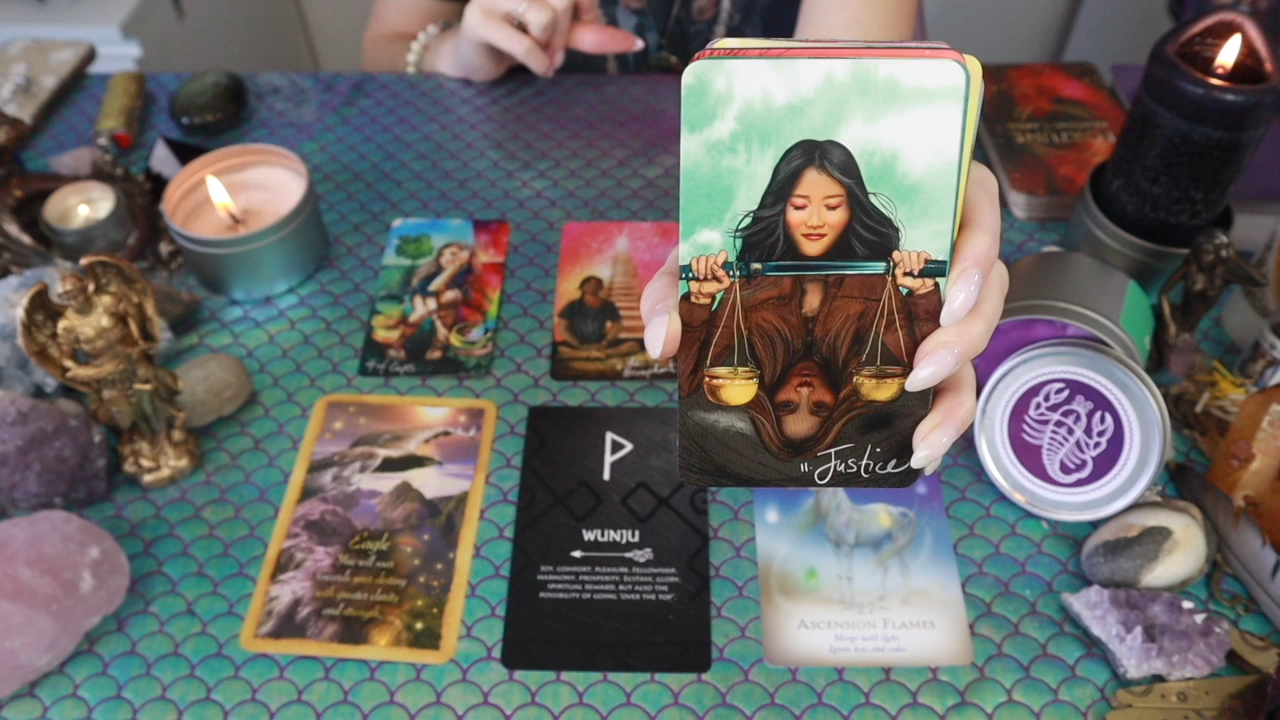 11. Justice
4 of Cups
Eagle
You will soar
towards your destiny
with greater clarity
and strength.
WUNJU
JOY, COMFORT, PLEASURE. FELLOWSHIP,
HARMONY, PROSPERITY. ECSTASY, GLORY,
SPIRITUAL REWARD, BUT ALSO THE
POSSIBILITY OF GOING "OVER THE TOP".
27
ASCENSION FLAMES
Merge with light.
Ignite keys and codes.